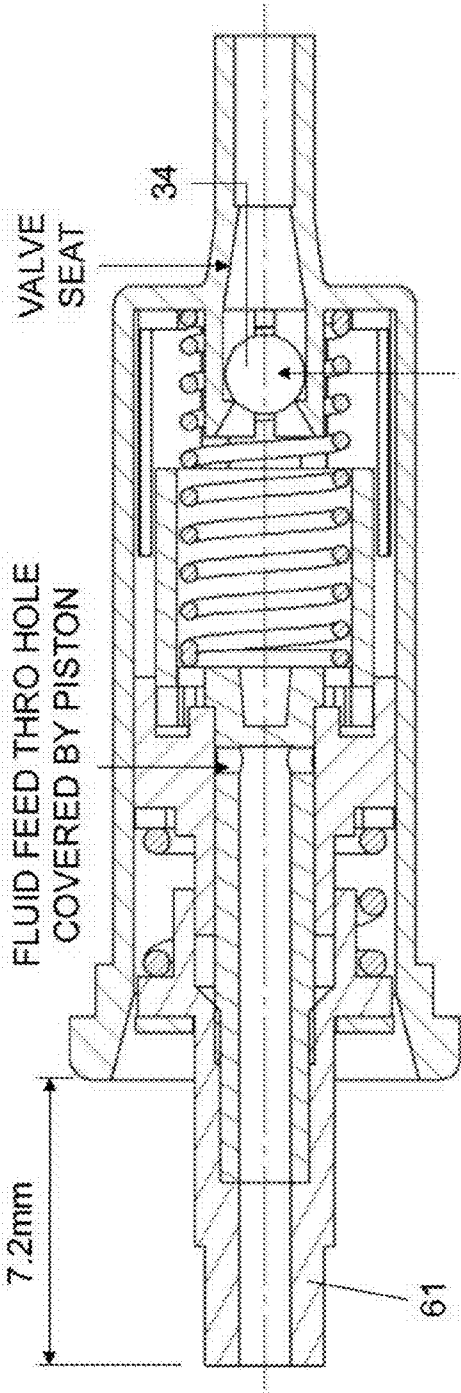 7.2mm
FLUID FEED THRO HOLE
COVERED BY PISTON
VALVE
SEAT
34
61